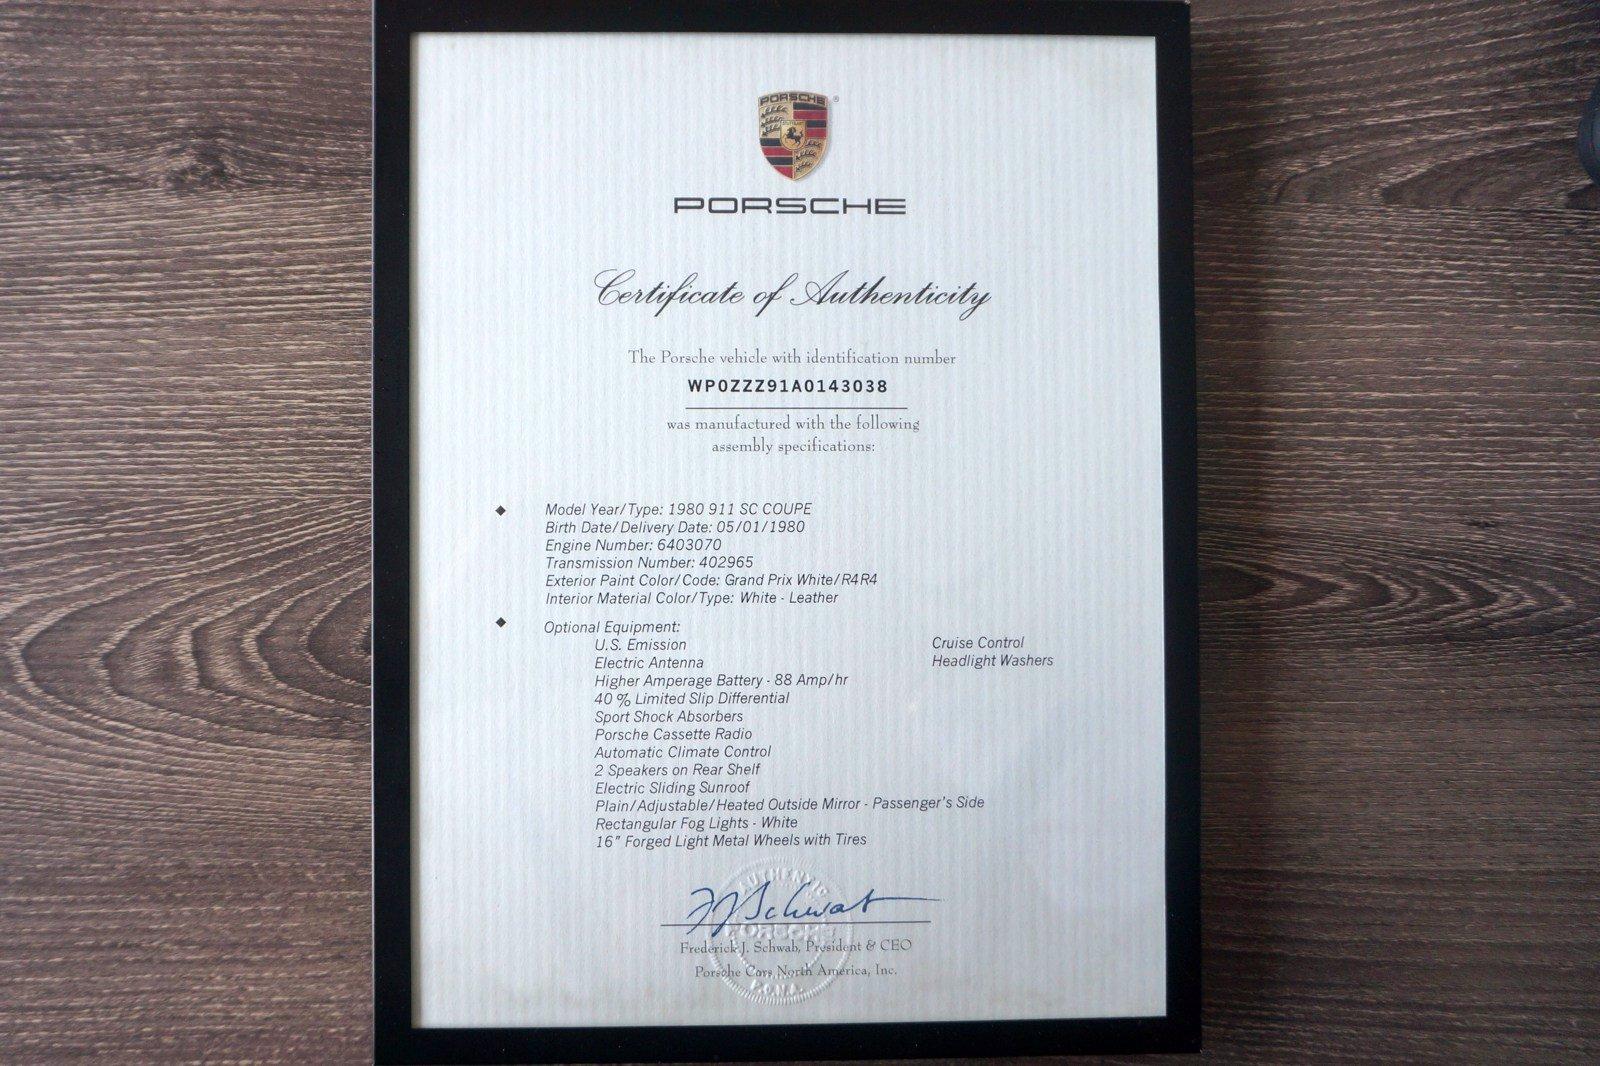 PORSCHE
PORSCHE
Certificate of Authenticity
The Porsche vehicle with identification number
WP0ZZZ91A0143038
was manufactured with the following
assembly specifications:
Model Year/Type: 1980 911 SC COUPE
Birth Date/Delivery Date: 05/01/1980
Engine Number: 6403070
Transmission Number: 402965
Exterior Paint Color/Code: Grand Prix White/R4R4
Interior Material Color/Type: White - Leather
Optional Equipment:
U.S. Emission
Electric Antenna
Higher Amperage Battery - 88 Amp/hr
40 % Limited Slip Differential
Sport Shock Absorbers
Porsche Cassette Radio
Automatic Climate Control
2 Speakers on Rear Shelf
Electric Sliding Sunroof
Plain/Adjustable/Heated Outside Mirror - Passenger's Side
Rectangular Fog Lights - White
16" Forged Light Metal Wheels with Tires
Cruise Control
Headlight Washers
AUTHENTIC
PORSCHE
P.C.N.A.
FJSchwab
Frederick J. Schwab, President & CEO
Porsche Cars North America, Inc.